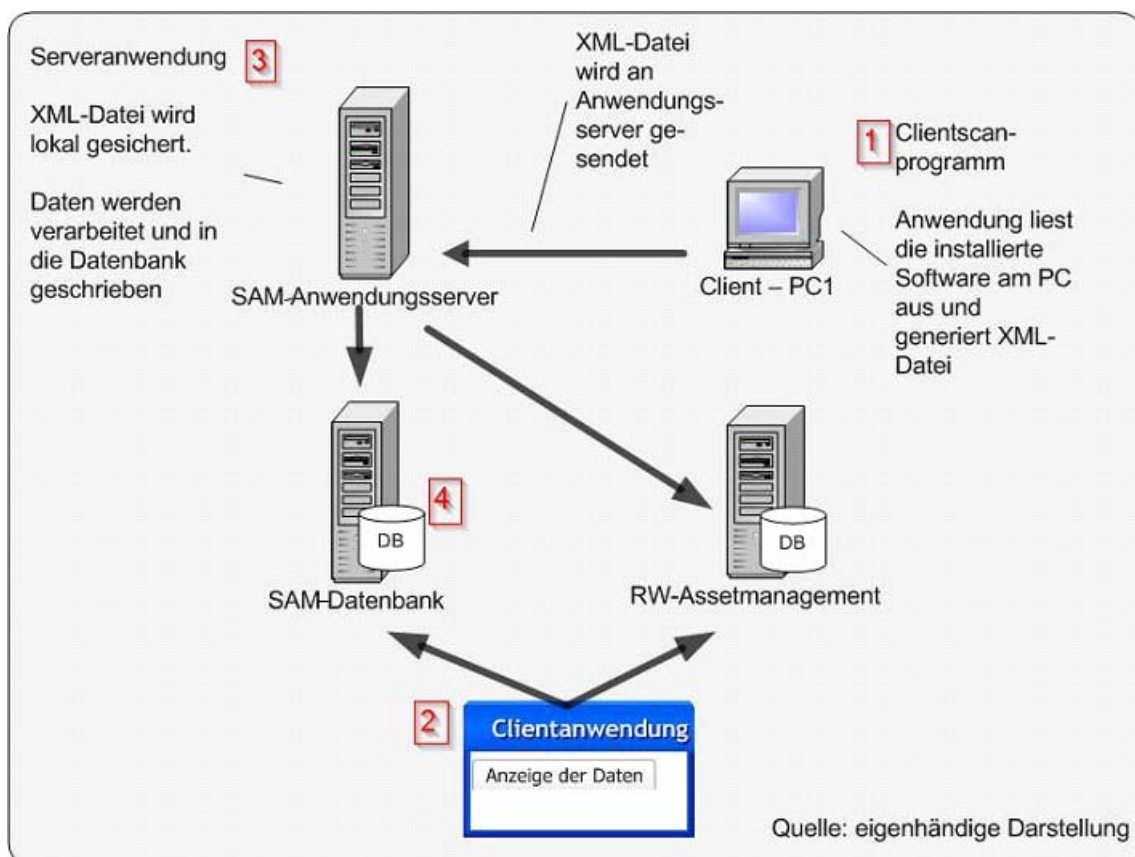 Serveranwendung 3
XML-Datei wird
lokal gesichert.
Daten werden
verarbeitet und in
die Datenbank
geschrieben
SAM-Anwendungsserver
XML-Datei
wird an
Anwendungs-
server ge-
sendet
1 Clientscan-
programm
Anwendung liest
die installierte
Software am PC
aus und
generiert XML-
Datei
Client – PC1
4
DB
SAM-Datenbank
DB
RW-Assetmanagement
2
Clientanwendung
Anzeige der Daten
Quelle: eigenhändige Darstellung